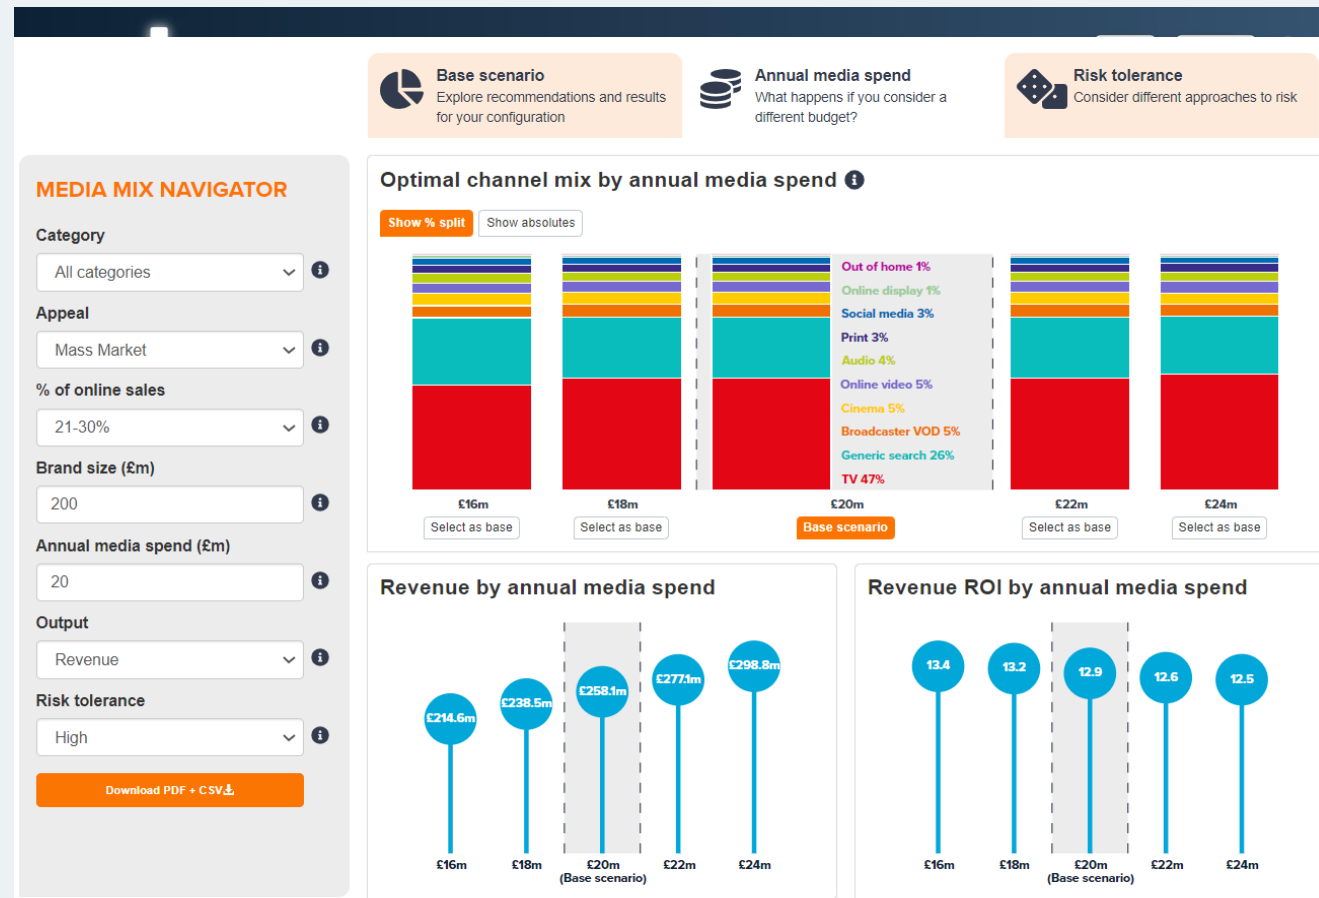 Base scenario
Explore recommendations and results
for your configuration
Annual media spend
What happens if you consider a
different budget?
Risk tolerance
Consider different approaches to risk
MEDIA MIX NAVIGATOR
Category
All categories
Appeal
Mass Market
% of online sales
21-30%
Brand size (£m)
200
Annual media spend (£m)
20
Output
Revenue
Risk tolerance
High
Download PDF + CSV
Optimal channel mix by annual media spend
Show % split
Show absolutes
Out of home 1%
Online display 1%
Social media 3%
Print 3%
Audio 4%
Online video 5%
Cinema 5%
Broadcaster VOD 5%
Generic search 26%
TV 47%
£16m
£18m
£20m
£22m
£24m
Select as base
Select as base
Base scenario
Select as base
Select as base
Revenue by annual media spend
£214.6m
£238.5m
£258.1m
£277.1m
£298.8m
£16m
£18m
£20m
(Base scenario)
£22m
£24m
Revenue ROI by annual media spend
13.4
13.2
12.9
12.6
12.5
£16m
£18m
£20m
(Base scenario)
£22m
£24m